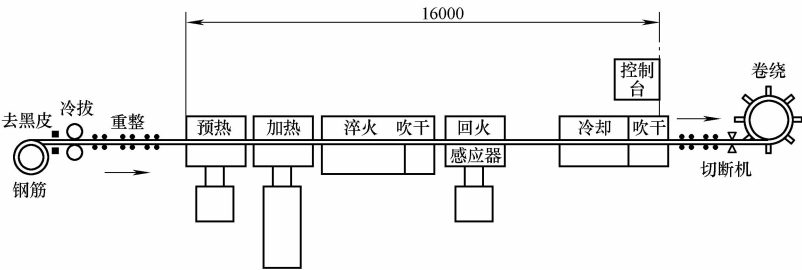 16000
控制
台
卷绕
去黑皮
冷拔
重整
预热
加热
淬火
吹干
回火
感应器
冷却
吹干
切断机
钢筋